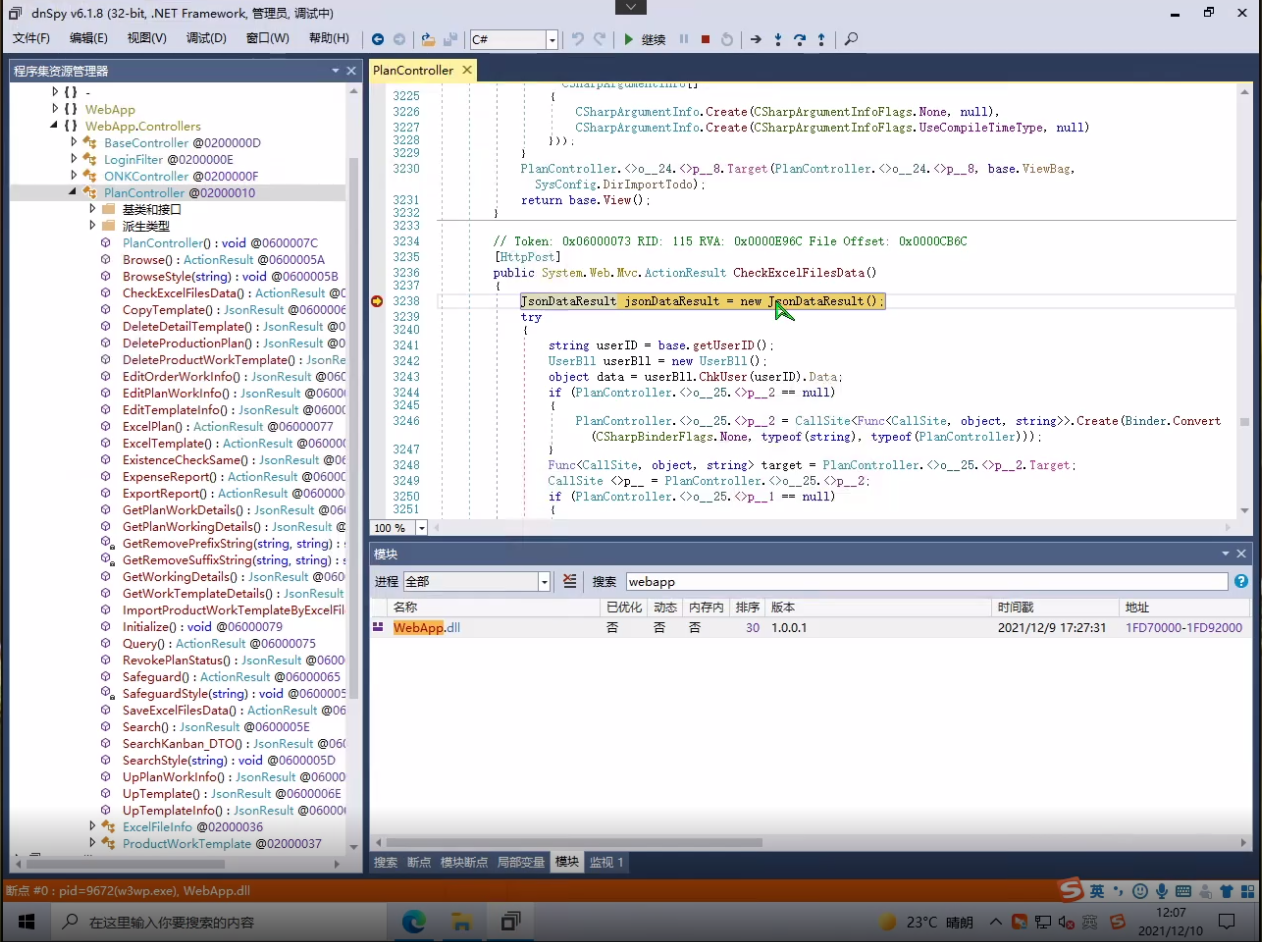 dnSpy v6.1.8 (32-bit, .NET Framework, 管理员, 调试中)
文件(F) 编辑(E) 视图(V) 调试(D) 窗口(W) 帮助(H) C# 继续
程序集资源管理器
{ } -
{ } WebApp
{ } WebApp.Controllers
BaseController @0200000D
LoginFilter @0200000E
ONKController @0200000F
PlanController @02000010
基类和接口
派生类型
PlanController() : void @0600007C
Browse() : ActionResult @0600005A
BrowseStyle(string) : void @0600005B
CheckExcelFilesData() : ActionResult @0
CopyTemplate() : JsonResult @0600006
DeleteDetailTemplate() : JsonResult @06
DeleteProductionPlan() : JsonResult @0
DeleteProductWorkTemplate() : JsonRe
EditOrderWorkInfo() : JsonResult @060
EditPlanWorkInfo() : JsonResult @0600
EditTemplateInfo() : JsonResult @06000
ExcelPlan() : ActionResult @06000077
ExcelTemplate() : ActionResult @060000
ExistenceCheckSame() : JsonResult @06
ExpenseReport() : ActionResult @06000
ExportReport() : ActionResult @060000
GetPlanWorkDetails() : JsonResult @06
GetPlanWorkingDetails() : JsonResult @
GetRemovePrefixString(string, string) :
GetRemoveSuffixString(string, string) :
GetWorkingDetails() : JsonResult @060
GetWorkTemplateDetails() : JsonResult
ImportProductWorkTemplateByExcelFil
Initialize() : void @06000079
Query() : ActionResult @06000075
RevokePlanStatus() : JsonResult @0600
Safeguard() : ActionResult @06000065
SafeguardStyle(string) : void @0600005
SaveExcelFilesData() : ActionResult @06
Search() : JsonResult @0600005E
SearchKanban_DTO() : JsonResult @060
SearchStyle(string) : void @0600005D
UpPlanWorkInfo() : JsonResult @06000
UpTemplate() : JsonResult @0600006E
UpTemplateInfo() : JsonResult @06000
ExcelFileInfo @02000036
ProductWorkTemplate @02000037
PlanController
CSharpArgumentInfo[]
3225 {
3226 CSharpArgumentInfo.Create(CSharpArgumentInfoFlags.None, null),
3227 CSharpArgumentInfo.Create(CSharpArgumentInfoFlags.UseCompileTimeType, null)
3228 }));
3229 }
3230 PlanController.<>o__24.<>p__8.Target(PlanController.<>o__24.<>p__8, base.ViewBag,
SysConfig.DirImportTodo);
3231 return base.View();
3232 }
3233
3234 // Token: 0x06000073 RID: 115 RVA: 0x0000E96C File Offset: 0x0000CB6C
3235 [HttpPost]
3236 public System.Web.Mvc.ActionResult CheckExcelFilesData()
3237 {
3238 JsonDataResult jsonDataResult = new JsonDataResult();
3239 try
3240 {
3241 string userID = base.getUserID();
3242 UserBll userBll = new UserBll();
3243 object data = userBll.ChkUser(userID).Data;
3244 if (PlanController.<>o__25.<>p__2 == null)
3245 {
3246 PlanController.<>o__25.<>p__2 = CallSite<Func<CallSite, object, string>>.Create(Binder.Convert
(CSharpBinderFlags.None, typeof(string), typeof(PlanController)));
3247 }
3248 Func<CallSite, object, string> target = PlanController.<>o__25.<>p__2.Target;
3249 CallSite <>p__ = PlanController.<>o__25.<>p__2;
3250 if (PlanController.<>o__25.<>p__1 == null)
3251 {
100 %
模块
进程 全部 搜索 webapp
名称 已优化 动态 内存内 排序 版本 时间戳 地址
WebApp.dll 否 否 否 30 1.0.0.1 2021/12/9 17:27:31 1FD70000-1FD92000
搜索 断点 模块断点 局部变量 模块 监视 1
断点 #0 : pid=9672(w3wp.exe), WebApp.dll
英
在这里输入你要搜索的内容
23°C 晴朗
英
12:07
2021/12/10